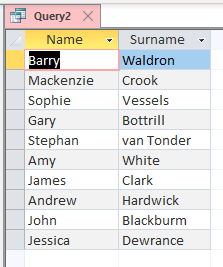 Query2
Name Surname
Barry Waldron
Mackenzie Crook
Sophie Vessels
Gary Bottrill
Stephan van Tonder
Amy White
James Clark
Andrew Hardwick
John Blackburm
Jessica Dewrance